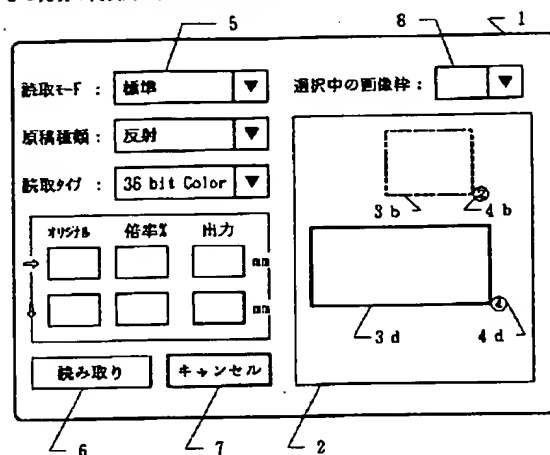 5 8 1
読取モード : 標準 ▼ 選択中の画像枠 : ▼
原稿種類 : 反射 ▼
読取タイプ : 36 bit Color ▼
② 3b 4b
オリジナル 倍率% 出力
⇨ mm
④ 3d 4d
⇩ mm
読み取り キャンセル
6 7 2